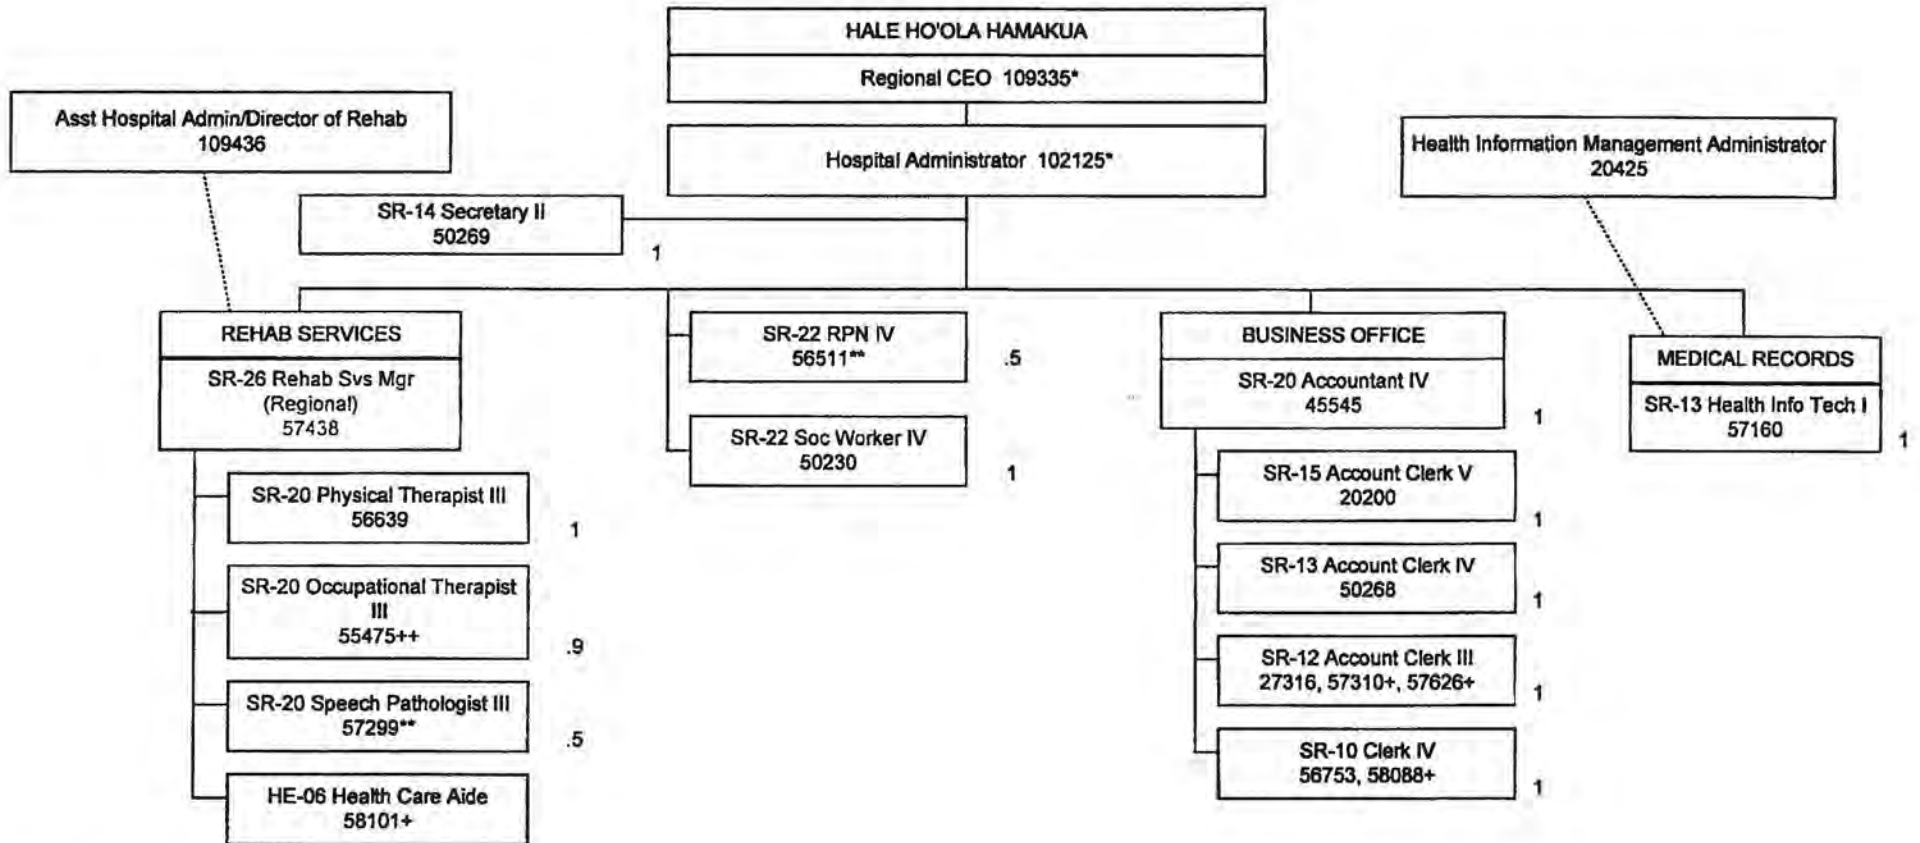 HALE HO'OLA HAMAKUA
Regional CEO 109335*
Asst Hospital Admin/Director of Rehab
109436
Hospital Administrator 102125*
Health Information Management Administrator
20425
SR-14 Secretary II
50269
1
REHAB SERVICES
SR-26 Rehab Svs Mgr
(Regional)
57438
SR-20 Physical Therapist III
56639
1
SR-20 Occupational Therapist
III
55475++
.9
SR-20 Speech Pathologist III
57299**
.5
HE-06 Health Care Aide
58101+
SR-22 RPN IV
56511**
.5
SR-22 Soc Worker IV
50230
1
BUSINESS OFFICE
SR-20 Accountant IV
45545
1
SR-15 Account Clerk V
20200
1
SR-13 Account Clerk IV
50268
1
SR-12 Account Clerk III
27316, 57310+, 57626+
1
SR-10 Clerk IV
56753, 58088+
1
MEDICAL RECORDS
SR-13 Health Info Tech I
57160
1